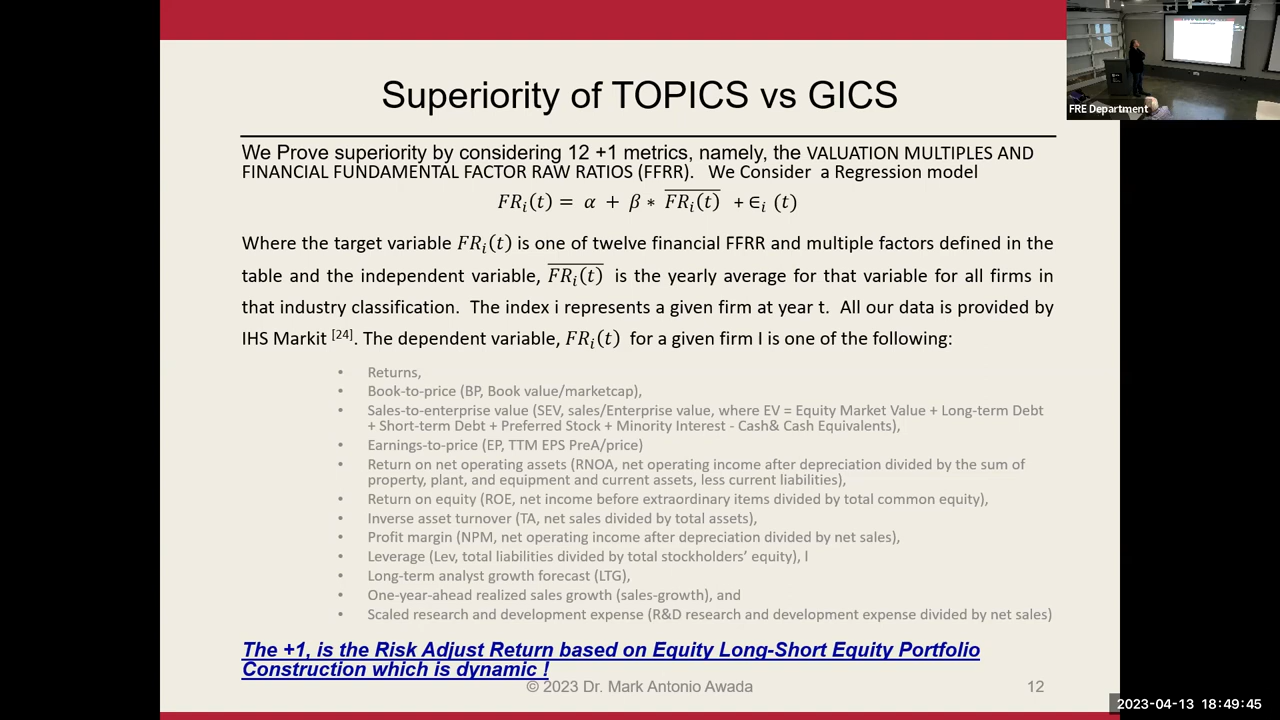 Superiority of TOPICS vs GICS
FRE Department
We Prove superiority by considering 12 +1 metrics, namely, the VALUATION MULTIPLES AND
FINANCIAL FUNDAMENTAL FACTOR RAW RATIOS (FFRR). We Consider a Regression model
$FR_i(t) = \alpha + \beta * \overline{FR_i(t)} + \in_i (t)$
Where the target variable $FR_i(t)$ is one of twelve financial FFRR and multiple factors defined in the
table and the independent variable, $\overline{FR_i(t)}$ is the yearly average for that variable for all firms in
that industry classification. The index i represents a given firm at year t. All our data is provided by
IHS Markit [24]. The dependent variable, $FR_i(t)$ for a given firm I is one of the following:
• Returns,
• Book-to-price (BP, Book value/marketcap),
• Sales-to-enterprise value (SEV, sales/Enterprise value, where EV = Equity Market Value + Long-term Debt
+ Short-term Debt + Preferred Stock + Minority Interest - Cash& Cash Equivalents),
• Earnings-to-price (EP, TTM EPS PreA/price)
• Return on net operating assets (RNOA, net operating income after depreciation divided by the sum of
property, plant, and equipment and current assets, less current liabilities),
• Return on equity (ROE, net income before extraordinary items divided by total common equity),
• Inverse asset turnover (TA, net sales divided by total assets),
• Profit margin (NPM, net operating income after depreciation divided by net sales),
• Leverage (Lev, total liabilities divided by total stockholders' equity), l
• Long-term analyst growth forecast (LTG),
• One-year-ahead realized sales growth (sales-growth), and
• Scaled research and development expense (R&D research and development expense divided by net sales)
The +1, is the Risk Adjust Return based on Equity Long-Short Equity Portfolio
Construction which is dynamic !
© 2023 Dr. Mark Antonio Awada
12
2023-04-13 18:49:45